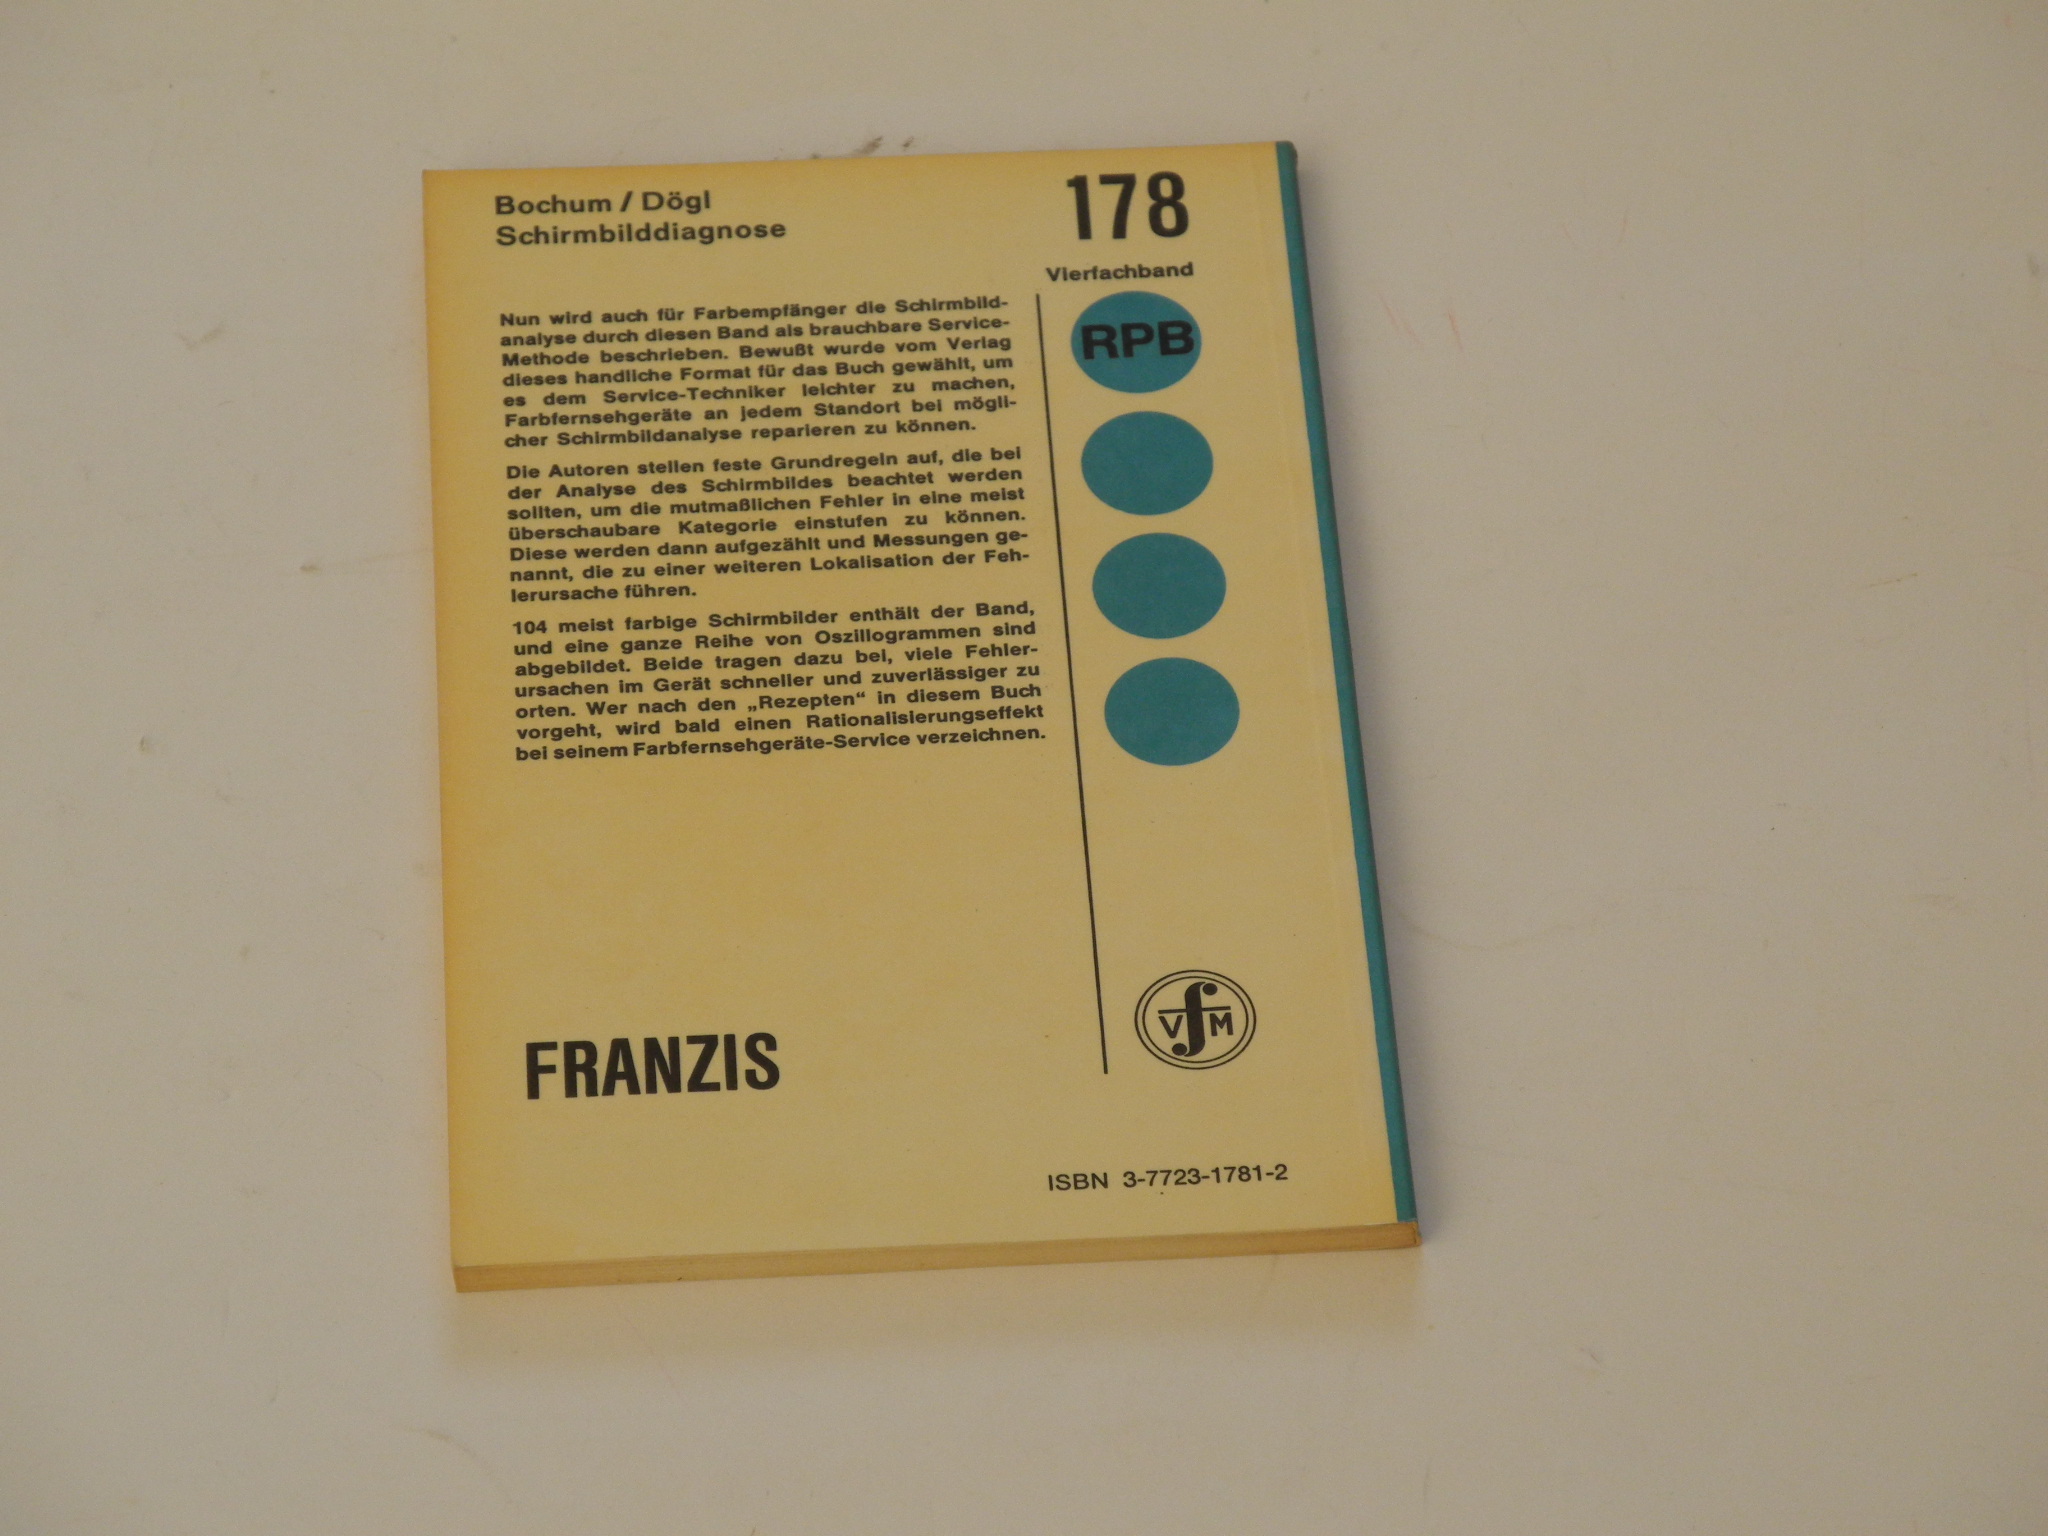 Bochum / Dögl
Schirmbilddiagnose
178
Vierfachband
RPB
Nun wird auch für Farbempfänger die Schirmbild-
analyse durch diesen Band als brauchbare Service-
Methode beschrieben. Bewußt wurde vom Verlag
dieses handliche Format für das Buch gewählt, um
es dem Service-Techniker leichter zu machen,
Farbfernsehgeräte an jedem Standort bei mögli-
cher Schirmbildanalyse reparieren zu können.
Die Autoren stellen feste Grundregeln auf, die bei
der Analyse des Schirmbildes beachtet werden
sollten, um die mutmaßlichen Fehler in eine meist
überschaubare Kategorie einstufen zu können.
Diese werden dann aufgezählt und Messungen ge-
nannt, die zu einer weiteren Lokalisation der Feh-
lerursache führen.
104 meist farbige Schirmbilder enthält der Band,
und eine ganze Reihe von Oszillogrammen sind
abgebildet. Beide tragen dazu bei, viele Fehler-
ursachen im Gerät schneller und zuverlässiger zu
orten. Wer nach den „Rezepten“ in diesem Buch
vorgeht, wird bald einen Rationalisierungseffekt
bei seinem Farbfernsehgeräte-Service verzeichnen.
VfM
FRANZIS
ISBN 3-7723-1781-2